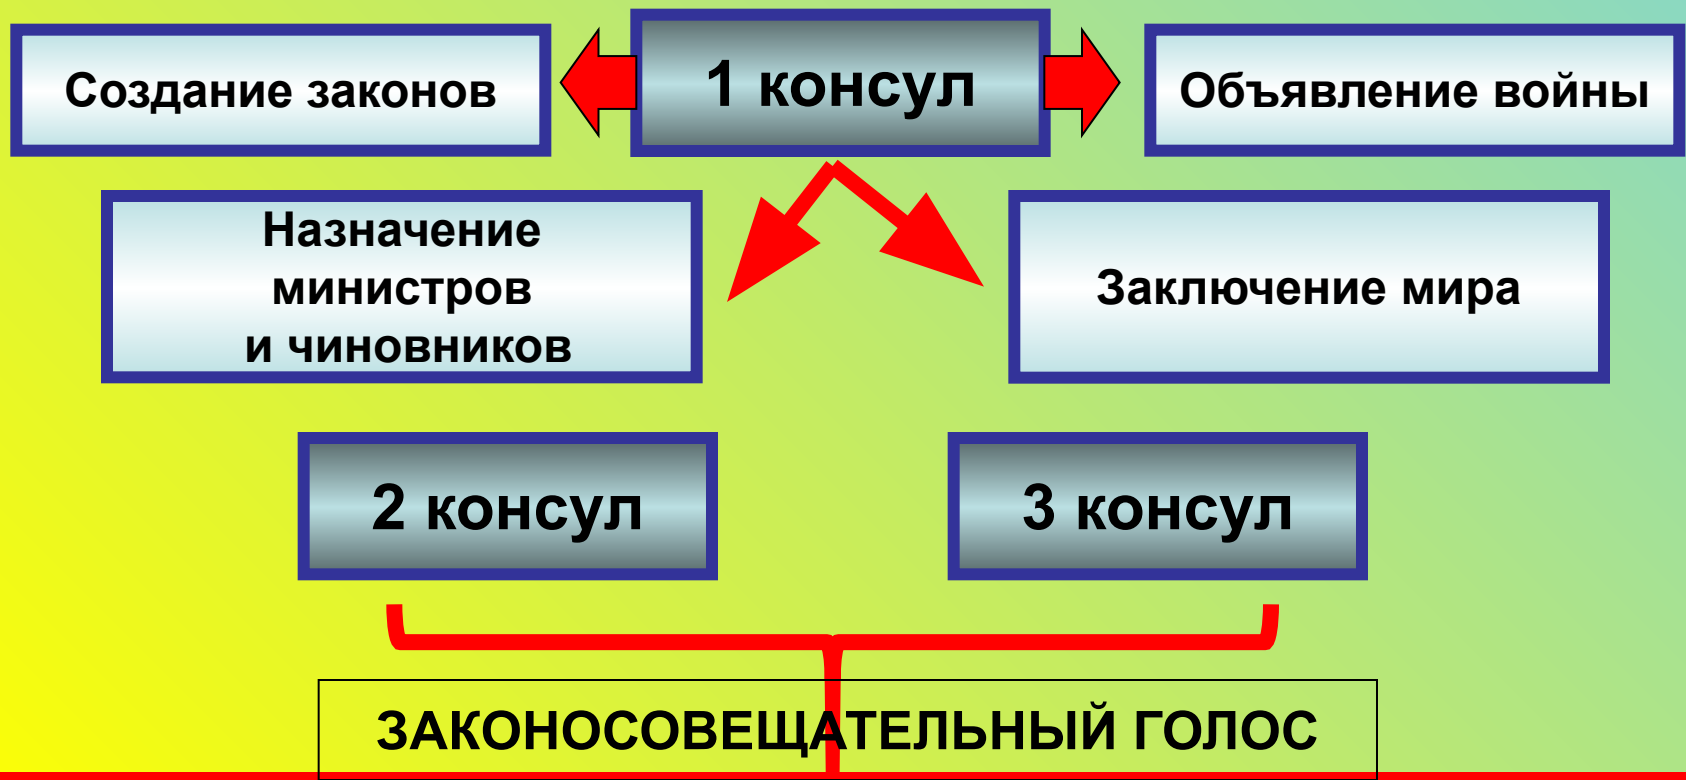 Создание законов
1 консул
Объявление войны
Назначение
министров
и чиновников
Заключение мира
2 консул
3 консул
ЗАКОНОСОВЕЩАТЕЛЬНЫЙ ГОЛОС